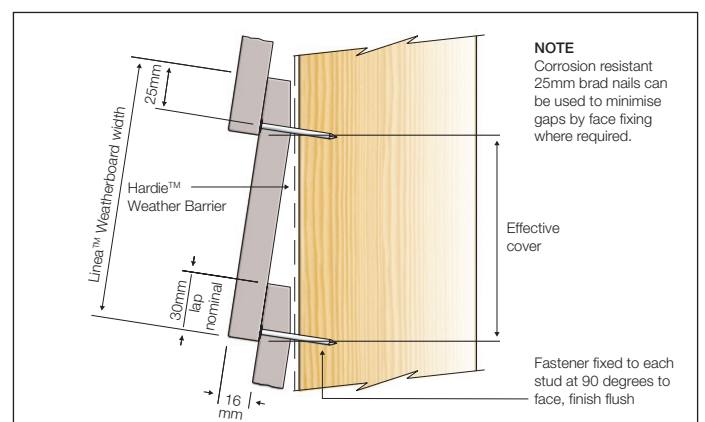 NOTE
Corrosion resistant
25mm brad nails can
be used to minimise
gaps by face fixing
where required.
25mm
Linea™ Weatherboard width
Hardie™
Weather Barrier
Effective
cover
30mm
lap
nominal
16
mm
Fastener fixed to each
stud at 90 degrees to
face, finish flush